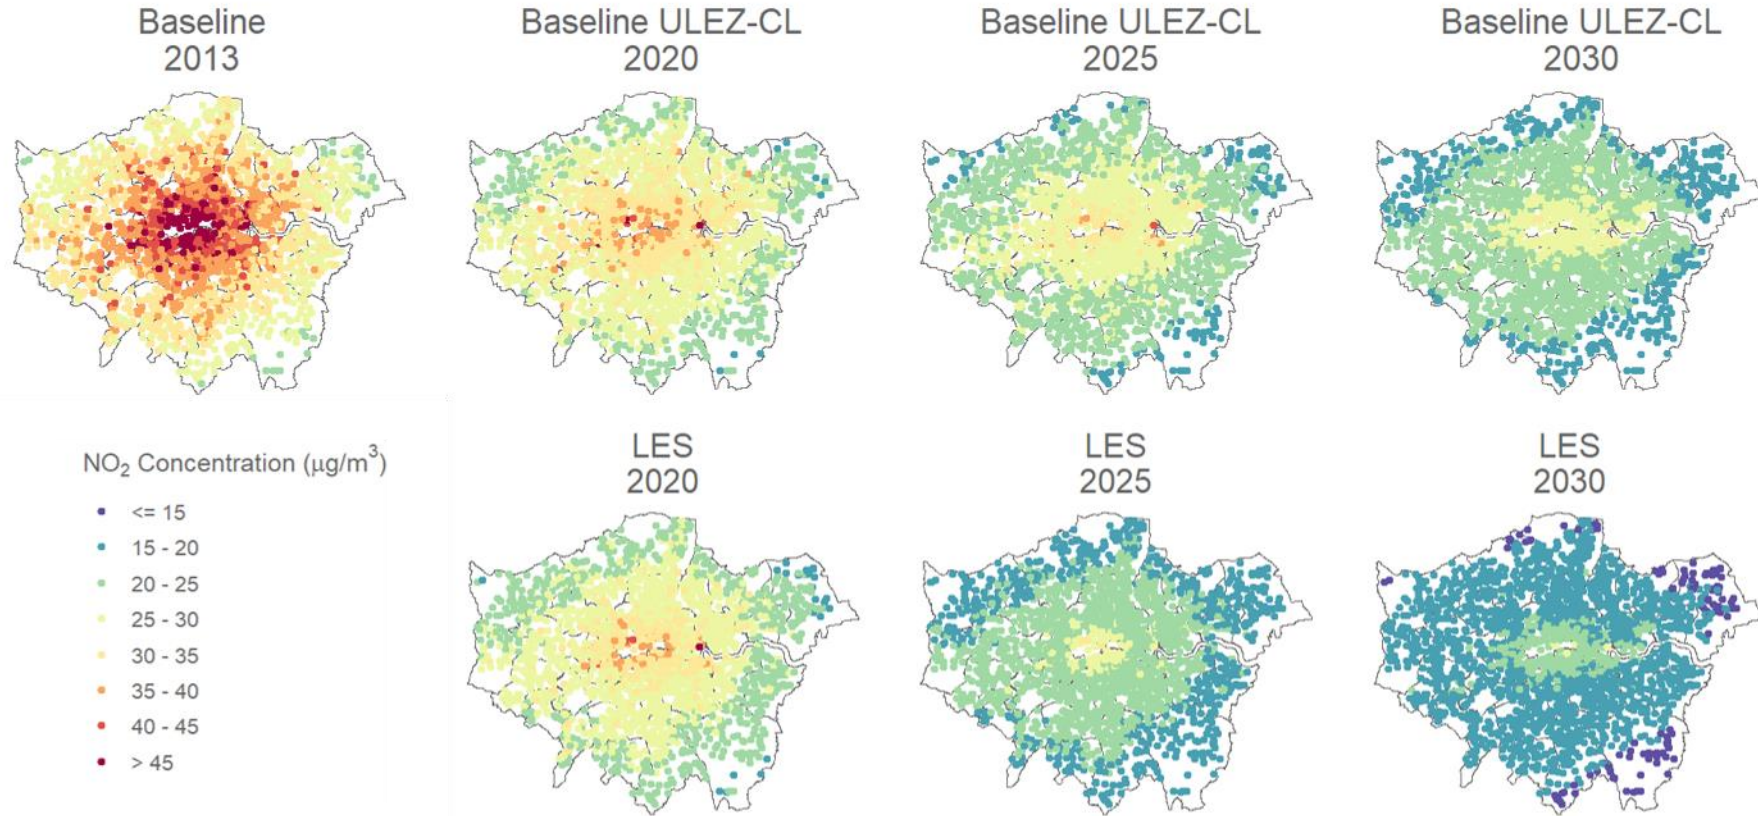 Baseline
2013
Baseline ULEZ-CL
2020
Baseline ULEZ-CL
2025
Baseline ULEZ-CL
2030
NO₂ Concentration (μg/m³)
<= 15
15 - 20
20 - 25
25 - 30
30 - 35
35 - 40
40 - 45
> 45
LES
2020
LES
2025
LES
2030